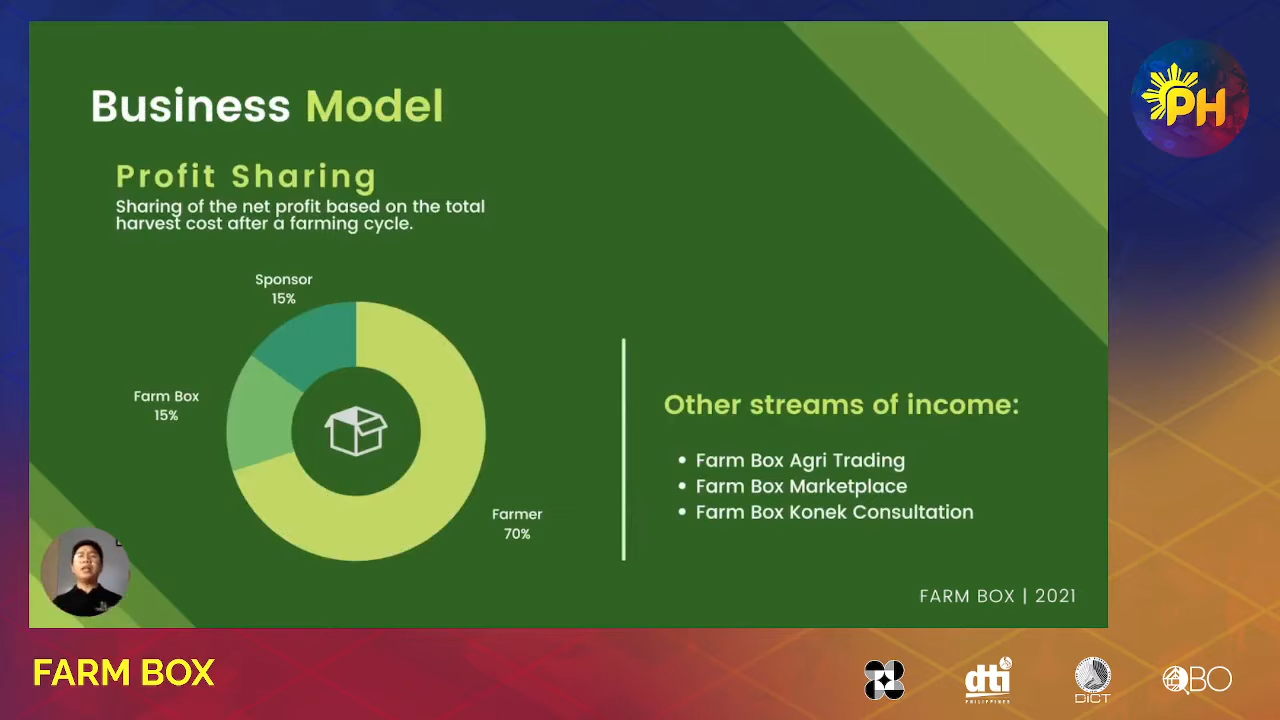 Business Model
Profit Sharing
Sharing of the net profit based on the total
harvest cost after a farming cycle.
Sponsor
15%
Farm Box
15%
Farmer
70%
Other streams of income:
• Farm Box Agri Trading
• Farm Box Marketplace
• Farm Box Konek Consultation
FARM BOX | 2021
PH
FARM BOX
dti
PHILIPPINES
DICT
QBO